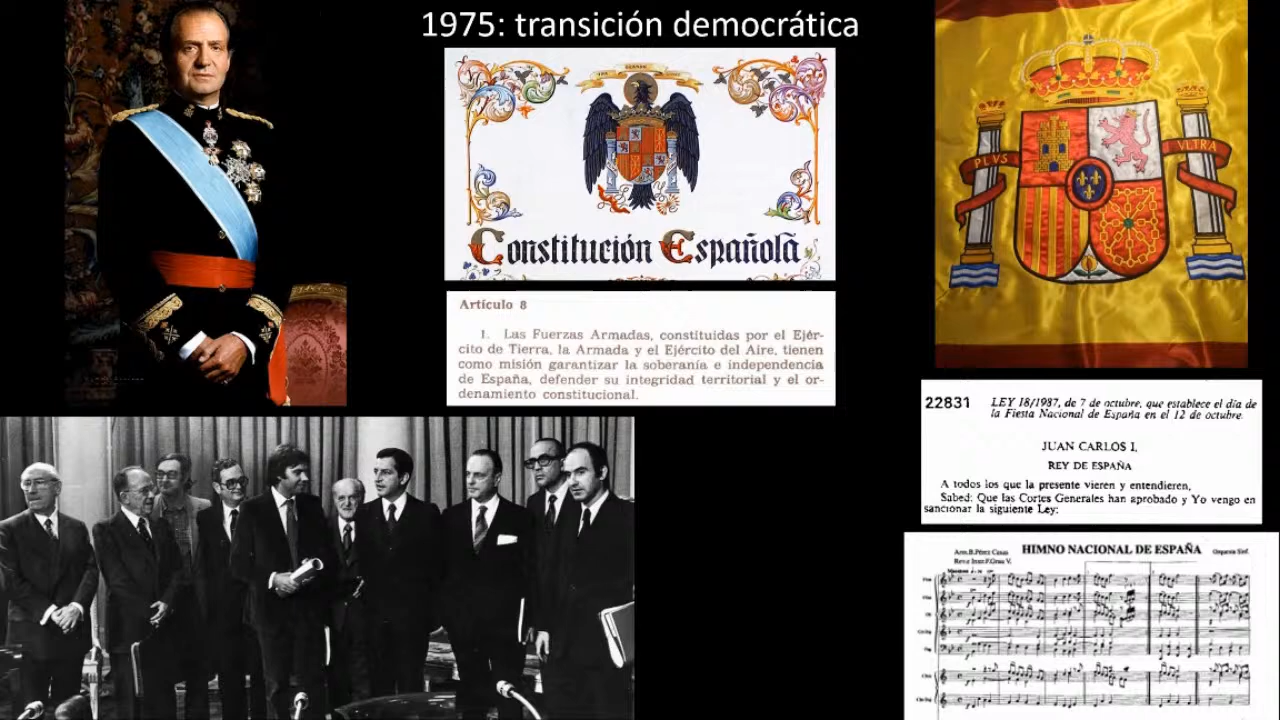 1975: transición democrática
Constitución Española
Artículo 8
1. Las Fuerzas Armadas, constituidas por el Ejér-
cito de Tierra, la Armada y el Ejército del Aire, tienen
como misión garantizar la soberanía e independencia
de España, defender su integridad territorial y el or-
denamiento constitucional.
PLVS
VLTRA
22831 LEY 18/1987, de 7 de octubre, que establece el día de
la Fiesta Nacional de España en el 12 de octubre.
JUAN CARLOS I,
REY DE ESPAÑA
A todos los que la presente vieren y entendieren,
Sabed: Que las Cortes Generales han aprobado y Yo vengo en
sancionar la siguiente Ley:
HIMNO NACIONAL DE ESPAÑA